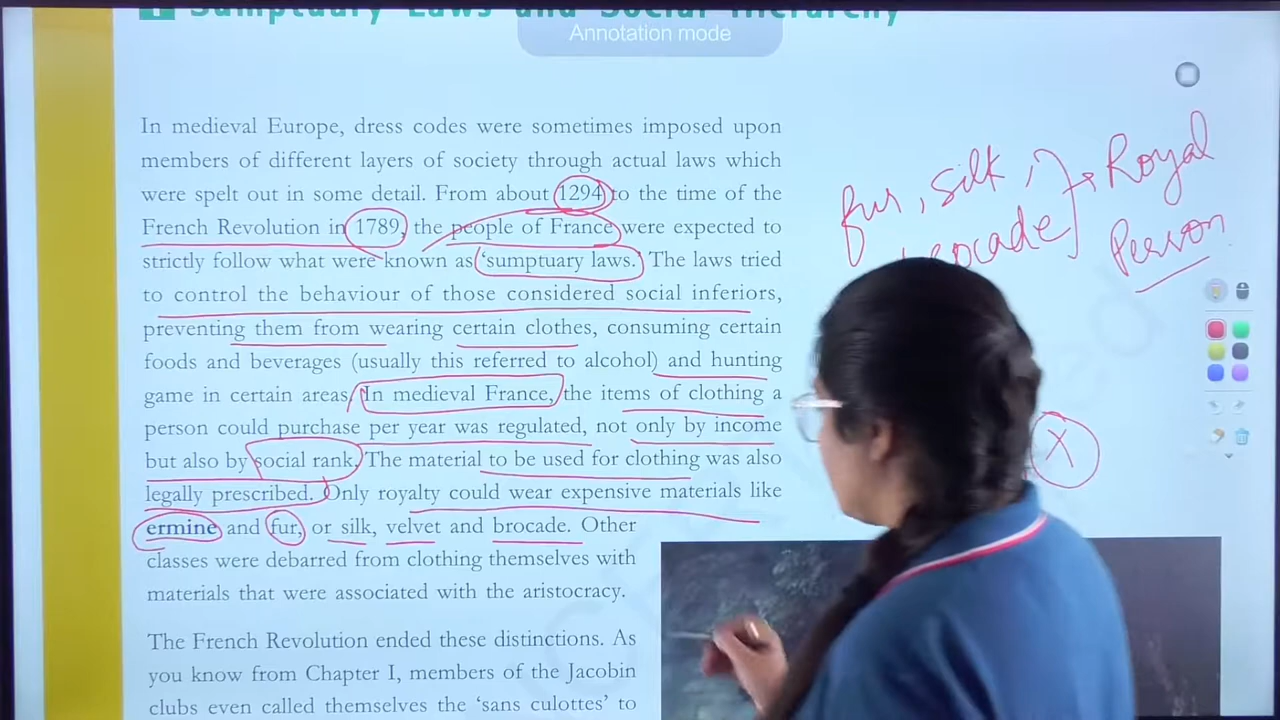 Sumptuary Laws and Social Hierarchy
Annotation mode
In medieval Europe, dress codes were sometimes imposed upon
members of different layers of society through actual laws which
were spelt out in some detail. From about 1294 to the time of the
French Revolution in 1789, the people of France were expected to
strictly follow what were known as ‘sumptuary laws.’ The laws tried
to control the behaviour of those considered social inferiors,
preventing them from wearing certain clothes, consuming certain
foods and beverages (usually this referred to alcohol) and hunting
game in certain areas. In medieval France, the items of clothing a
person could purchase per year was regulated, not only by income
but also by social rank. The material to be used for clothing was also
legally prescribed. Only royalty could wear expensive materials like
ermine and fur, or silk, velvet and brocade. Other
classes were debarred from clothing themselves with
materials that were associated with the aristocracy.
The French Revolution ended these distinctions. As
you know from Chapter I, members of the Jacobin
clubs even called themselves the ‘sans culottes’ to
fur, silk,
Royal
Person
X